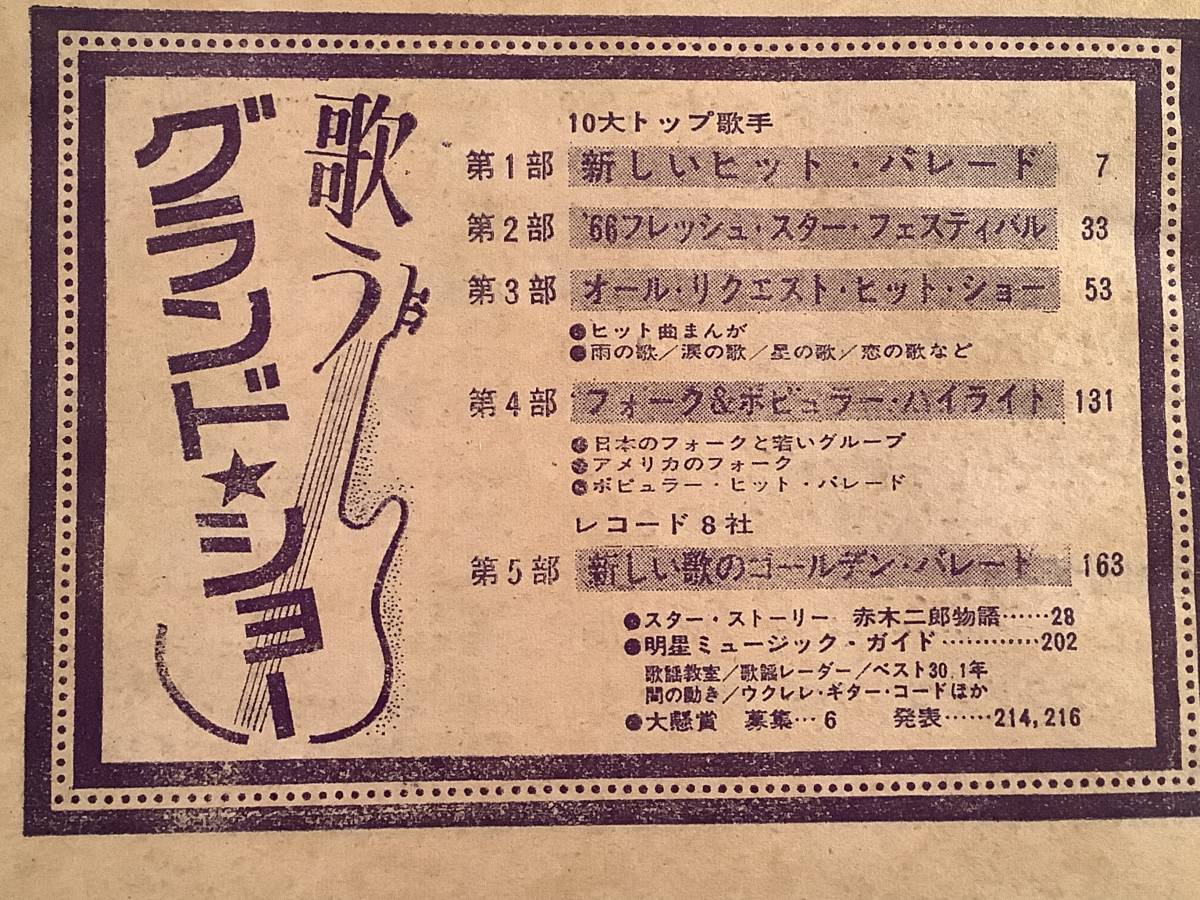 歌う
グランド★ショー
10大トップ歌手
第1部 新しいヒット・パレード 7
第2部 '66フレッシュ・スター・フェスティバル 33
第3部 オール・リクエスト・ヒット・ショー 53
●ヒット曲まんが
●雨の歌／涙の歌／星の歌／恋の歌など
第4部 フォーク&ポピュラー・ハイライト 131
●日本のフォークと若いグループ
●アメリカのフォーク
●ポピュラー・ヒット・パレード
レコード8社
第5部 新しい歌のゴールデン・パレード 163
●スター・ストーリー 赤木二郎物語……28
●明星ミュージック・ガイド…………202
歌謡教室／歌謡レーダー／ベスト30.1年
間の動き／ウクレレ・ギター・コードほか
●大懸賞 募集…6 発表……214,216